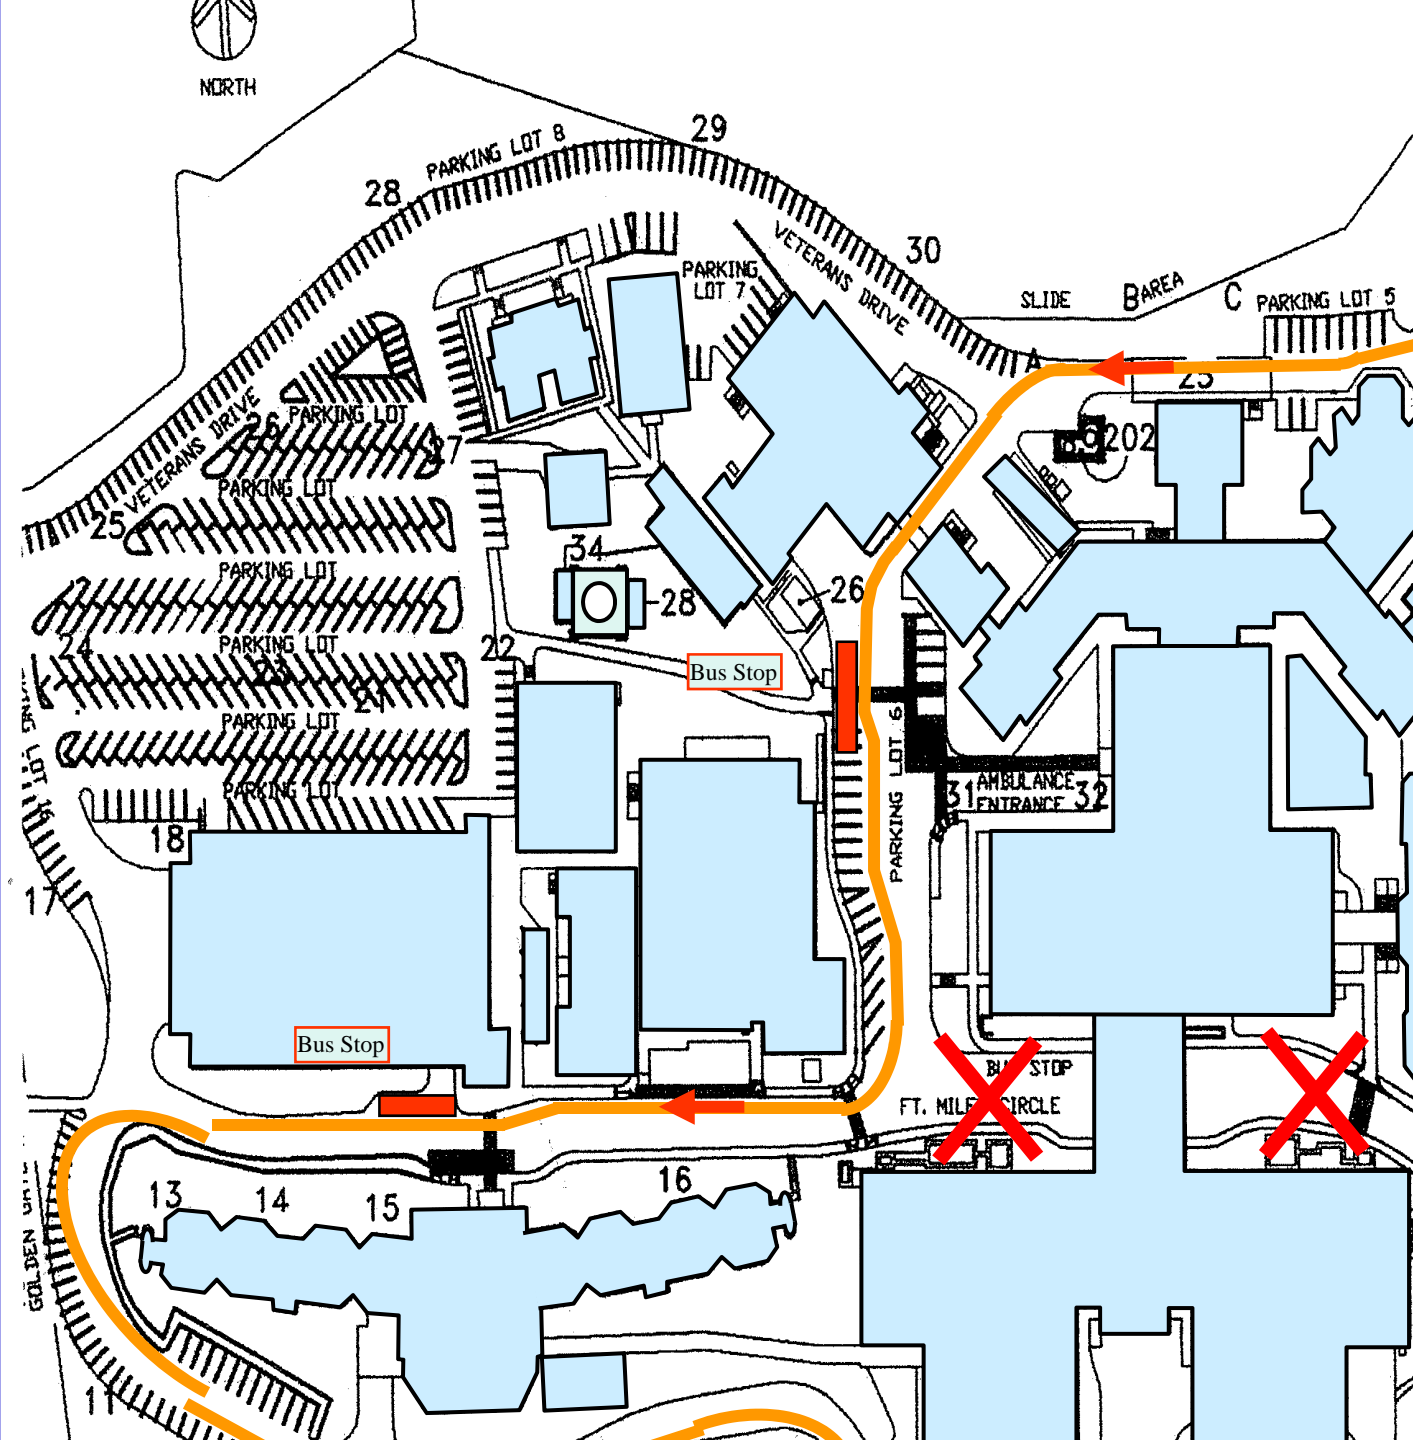 NORTH
29
PARKING LOT 8
28
30
VETERANS DRIVE
PARKING
LOT 7
SLIDE
B
AREA
C
PARKING LOT 5
A
VETERANS DRIVE
26
PARKING LOT
27
202
PARKING LOT
25
34
PARKING LOT
26
28
24
PARKING LOT
22
23
21
Bus Stop
PARKING LOT
PARKING LOT 6
PARKING LOT
31
AMBULANCE
ENTRANCE
32
18
17
Bus Stop
BUS STOP
FT. MILEY CIRCLE
13
14
15
16
11